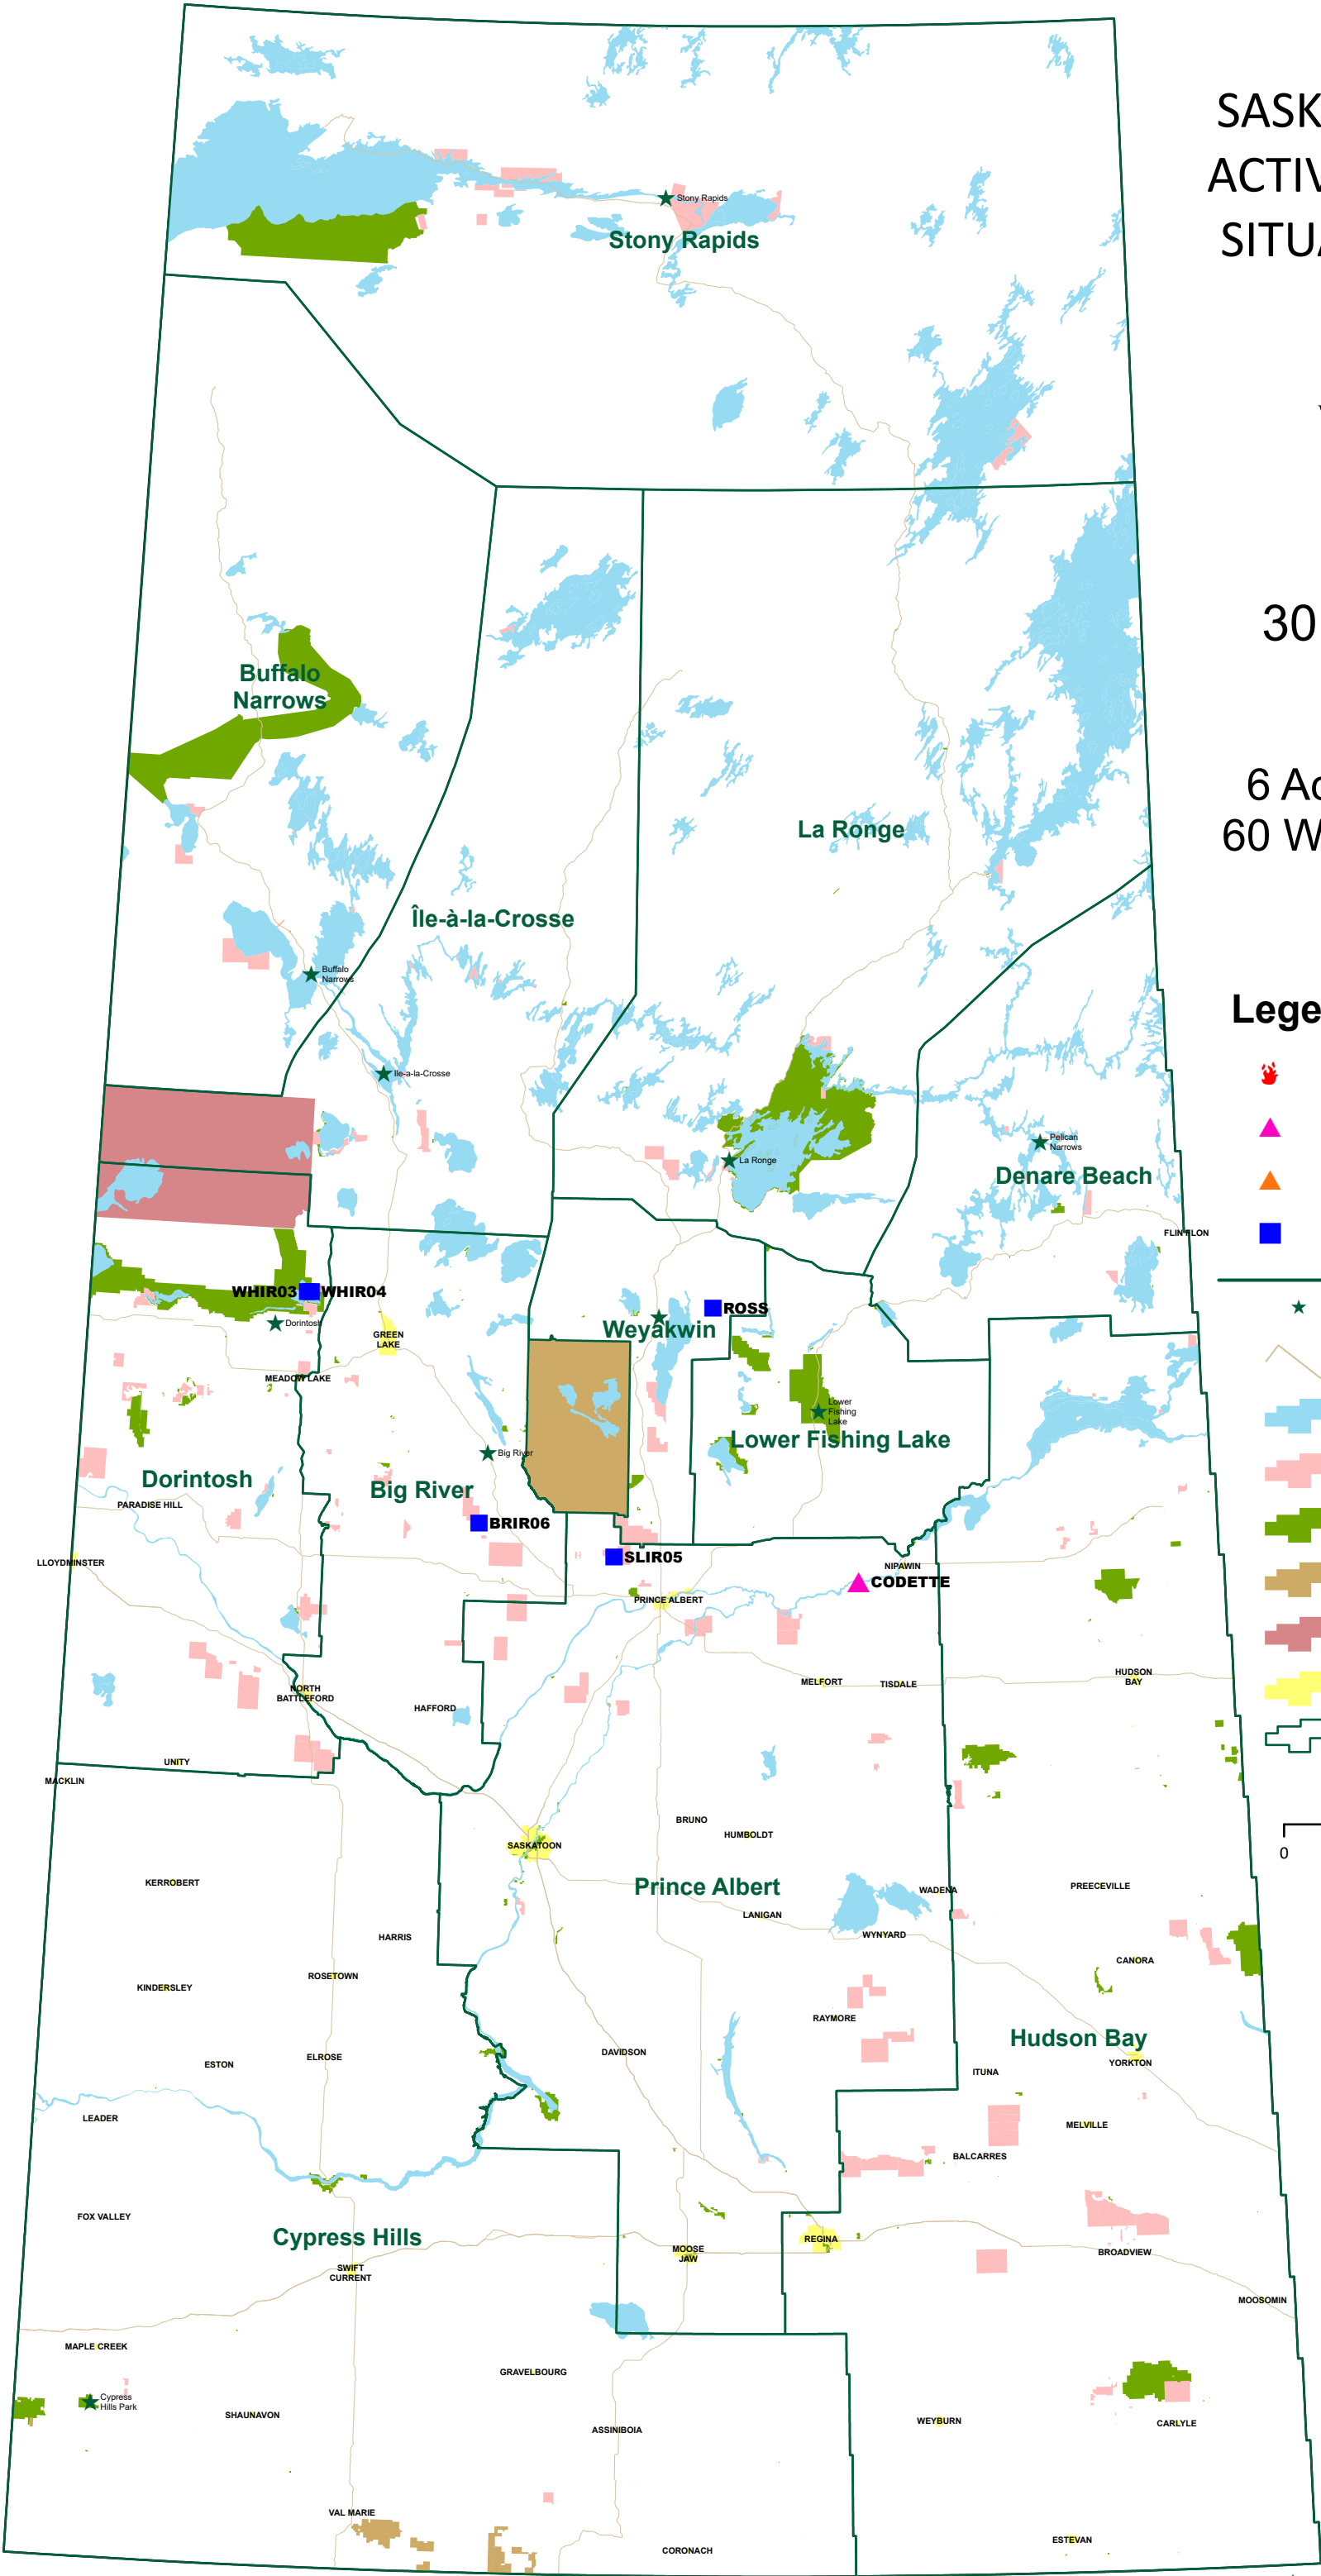 SASK
ACTIV
SITUA
Stony Rapids
Stony Rapids
30
Buffalo
Narrows
6 Ac
60 W
La Ronge
Île-à-la-Crosse
Buffalo
Narrows
Lege
Ile-a-la-Crosse
Pelican
Narrows
La Ronge
Denare Beach
FLIN FLON
WHIR03
WHIR04
ROSS
Dorintosh
Weyakwin
GREEN
LAKE
MEADOW LAKE
Lower
Fishing
Lake
Lower Fishing Lake
Big River
Dorintosh
Big River
PARADISE HILL
BRIR06
SLIR05
LLOYDMINSTER
NIPAWIN
CODETTE
PRINCE ALBERT
HUDSON
BAY
MELFORT
TISDALE
NORTH
BATTLEFORD
HAFFORD
UNITY
MACKLIN
BRUNO
HUMBOLDT
SASKATOON
0
KERROBERT
Prince Albert
WADENA
PREECEVILLE
LANIGAN
WYNYARD
HARRIS
CANORA
ROSETOWN
KINDERSLEY
RAYMORE
Hudson Bay
DAVIDSON
ELROSE
ESTON
YORKTON
ITUNA
LEADER
MELVILLE
BALCARRES
FOX VALLEY
Cypress Hills
REGINA
MOOSE
JAW
BROADVIEW
SWIFT
CURRENT
MOOSOMIN
MAPLE CREEK
GRAVELBOURG
Cypress
Hills Park
SHAUNAVON
WEYBURN
CARLYLE
ASSINIBOIA
VAL MARIE
ESTEVAN
CORONACH